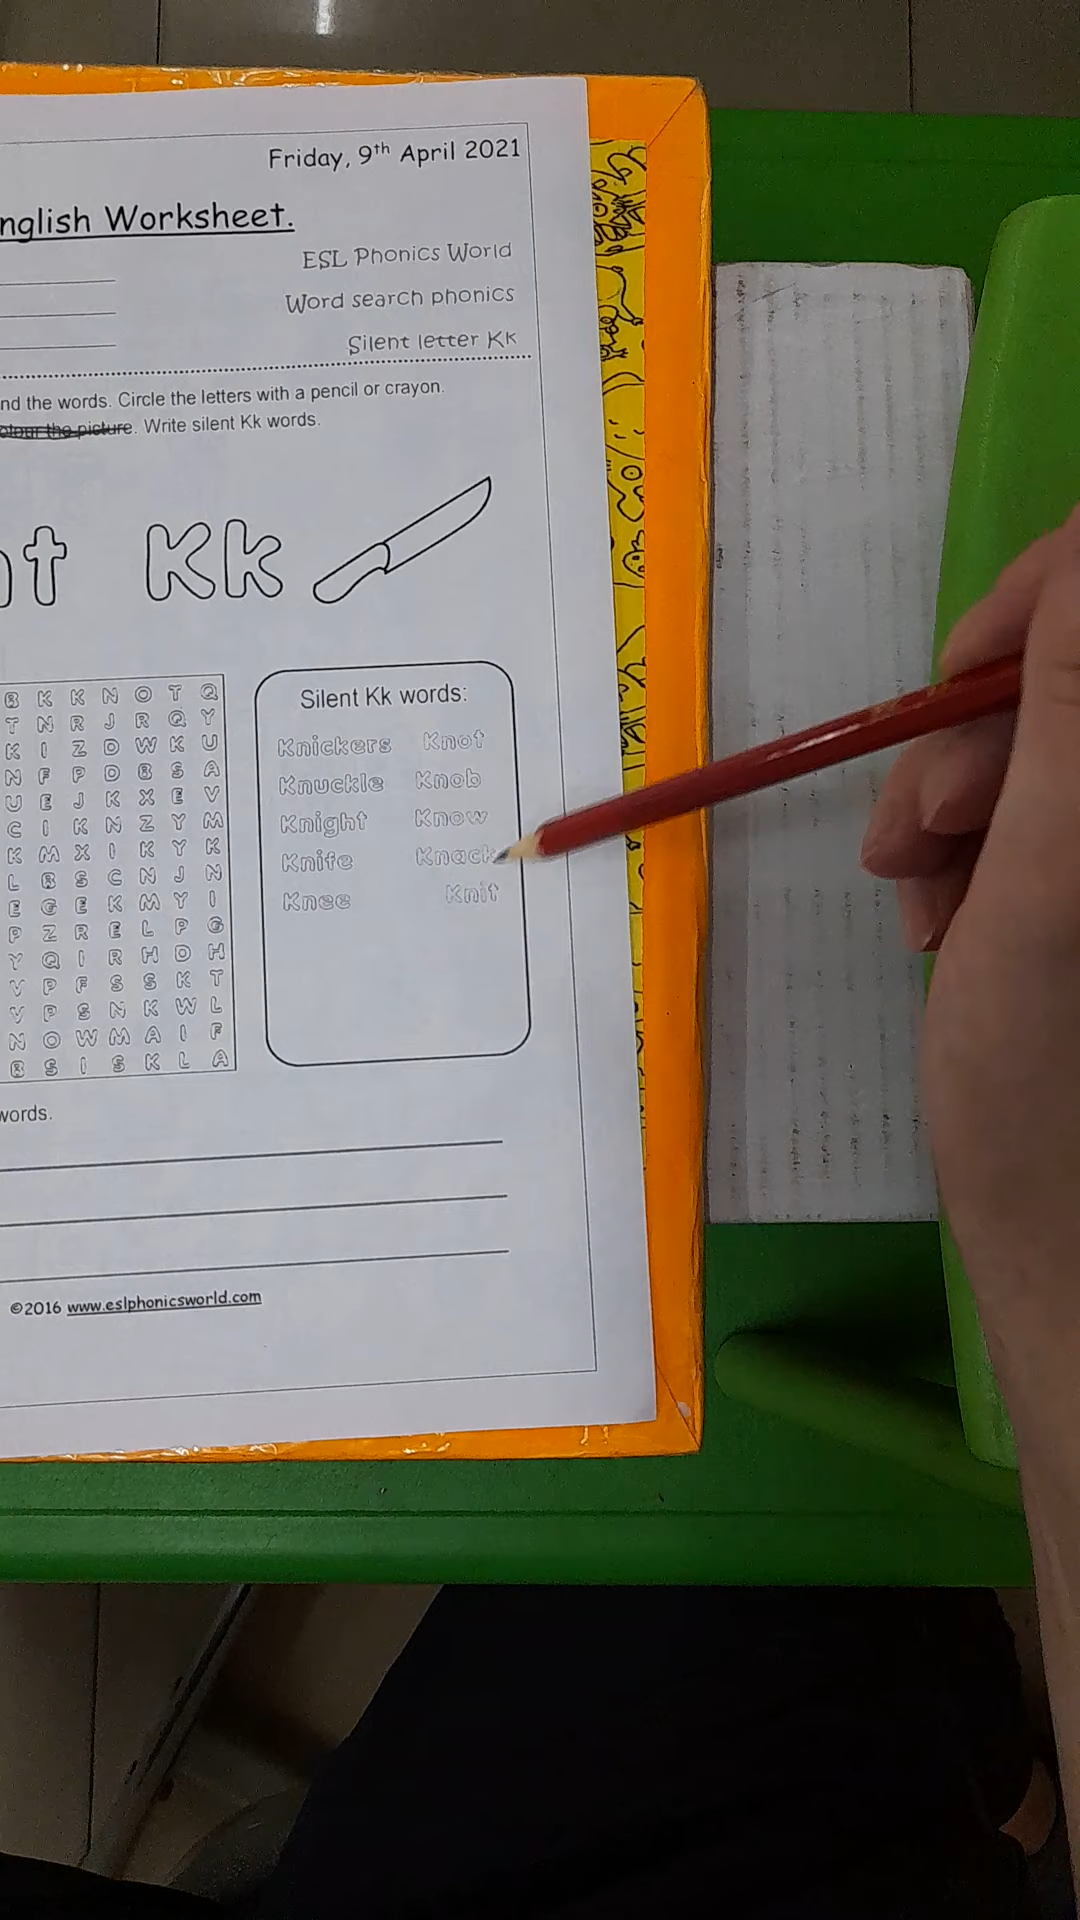 Friday, 9th April 2021
nglish Worksheet.
ESL Phonics World
Word search phonics
Silent letter Kk
nd the words. Circle the letters with a pencil or crayon.
olour the picture. Write silent Kk words.
t Kk
B K K N O T Q
T N R J R Q Y
K I Z D W K U
N F P D B S A
U E J K X E V
C I K N Z Y M
K M X I K Y K
L B S C N J N
E G E K M Y I
P Z R E L P G
Y Q I R H D H
V P F S S K T
V P S N K W L
N O W M A I F
B S I S K L A
Silent Kk words:
Knickers Knot
Knuckle Knob
Knight Know
Knife Knack
Knee Knit
words.
©2016 www.eslphonicsworld.com